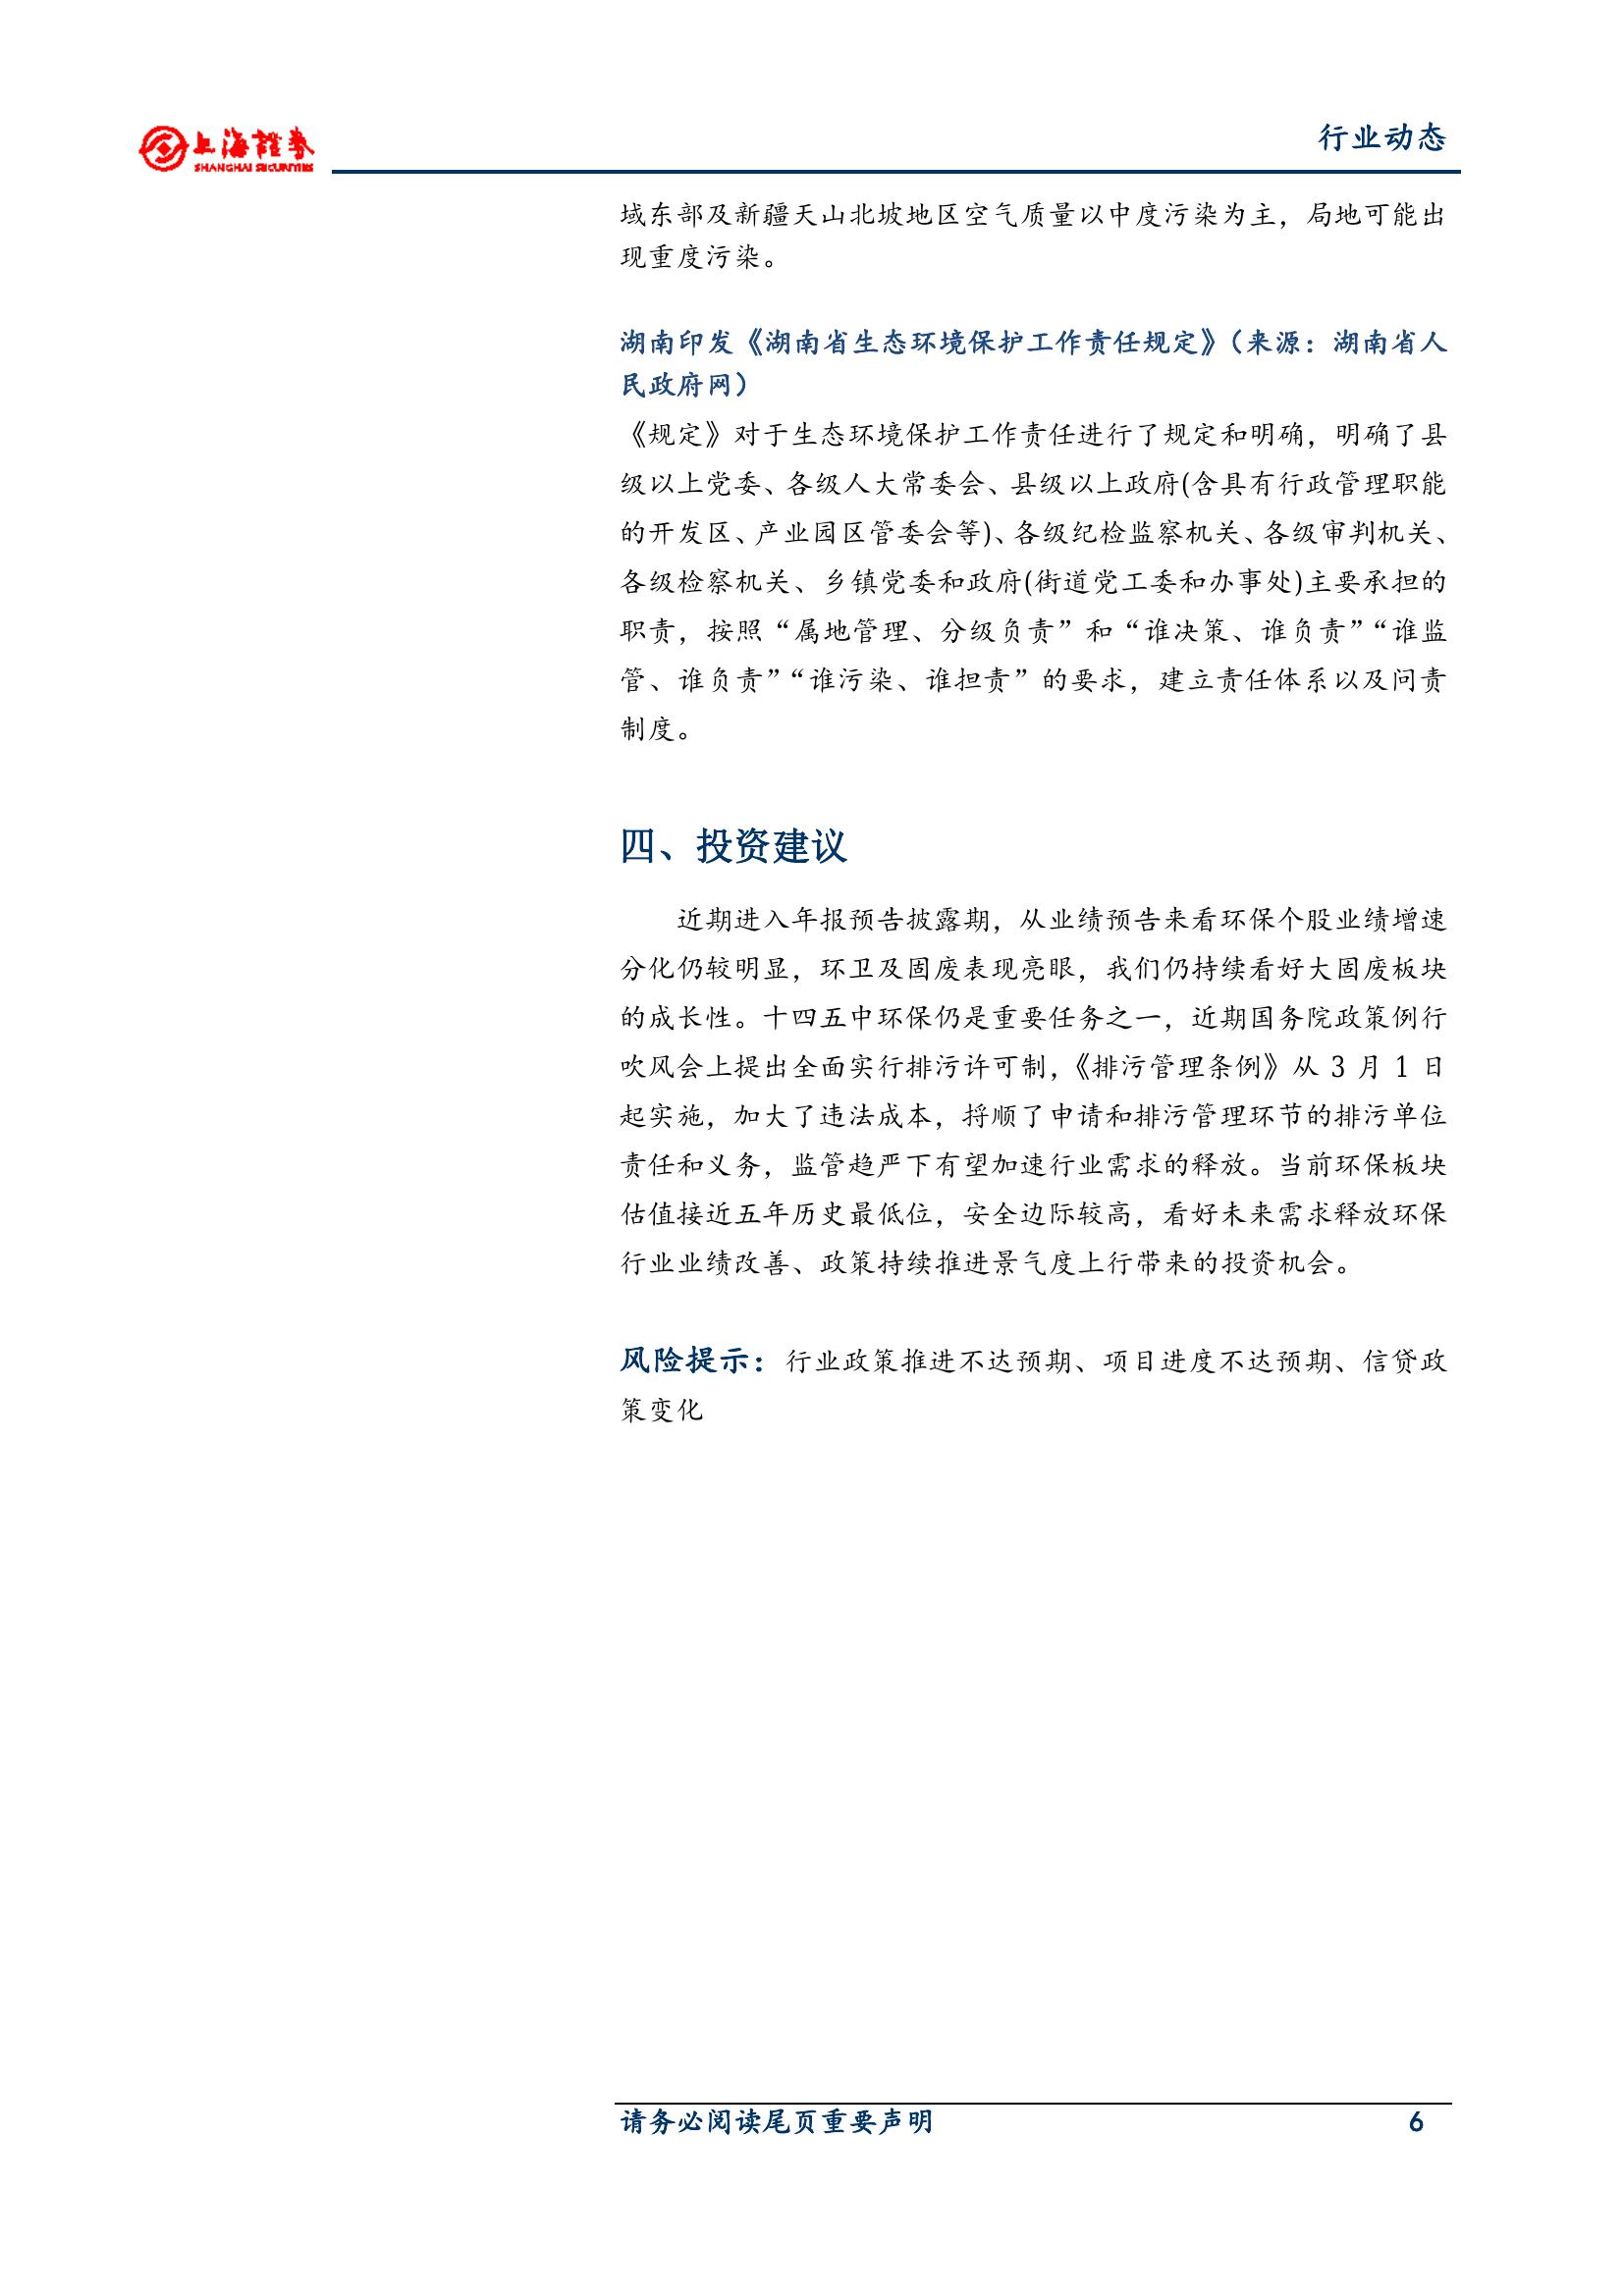 上海證券
SHANGHAI SECURITIES
行业动态
域东部及新疆天山北坡地区空气质量以中度污染为主，局地可能出
现重度污染。
湖南印发《湖南省生态环境保护工作责任规定》（来源：湖南省人
民政府网）
《规定》对于生态环境保护工作责任进行了规定和明确，明确了县
级以上党委、各级人大常委会、县级以上政府(含具有行政管理职能
的开发区、产业园区管委会等)、各级纪检监察机关、各级审判机关、
各级检察机关、乡镇党委和政府(街道党工委和办事处)主要承担的
职责，按照“属地管理、分级负责”和“谁决策、谁负责”“谁监
管、谁负责”“谁污染、谁担责”的要求，建立责任体系以及问责
制度。
四、投资建议
近期进入年报预告披露期，从业绩预告来看环保个股业绩增速
分化仍较明显，环卫及固废表现亮眼，我们仍持续看好大固废板块
的成长性。十四五中环保仍是重要任务之一，近期国务院政策例行
吹风会上提出全面实行排污许可制，《排污管理条例》从 3 月 1 日
起实施，加大了违法成本，捋顺了申请和排污管理环节的排污单位
责任和义务，监管趋严下有望加速行业需求的释放。当前环保板块
估值接近五年历史最低位，安全边际较高，看好未来需求释放环保
行业业绩改善、政策持续推进景气度上行带来的投资机会。
风险提示：行业政策推进不达预期、项目进度不达预期、信贷政
策变化
请务必阅读尾页重要声明 6